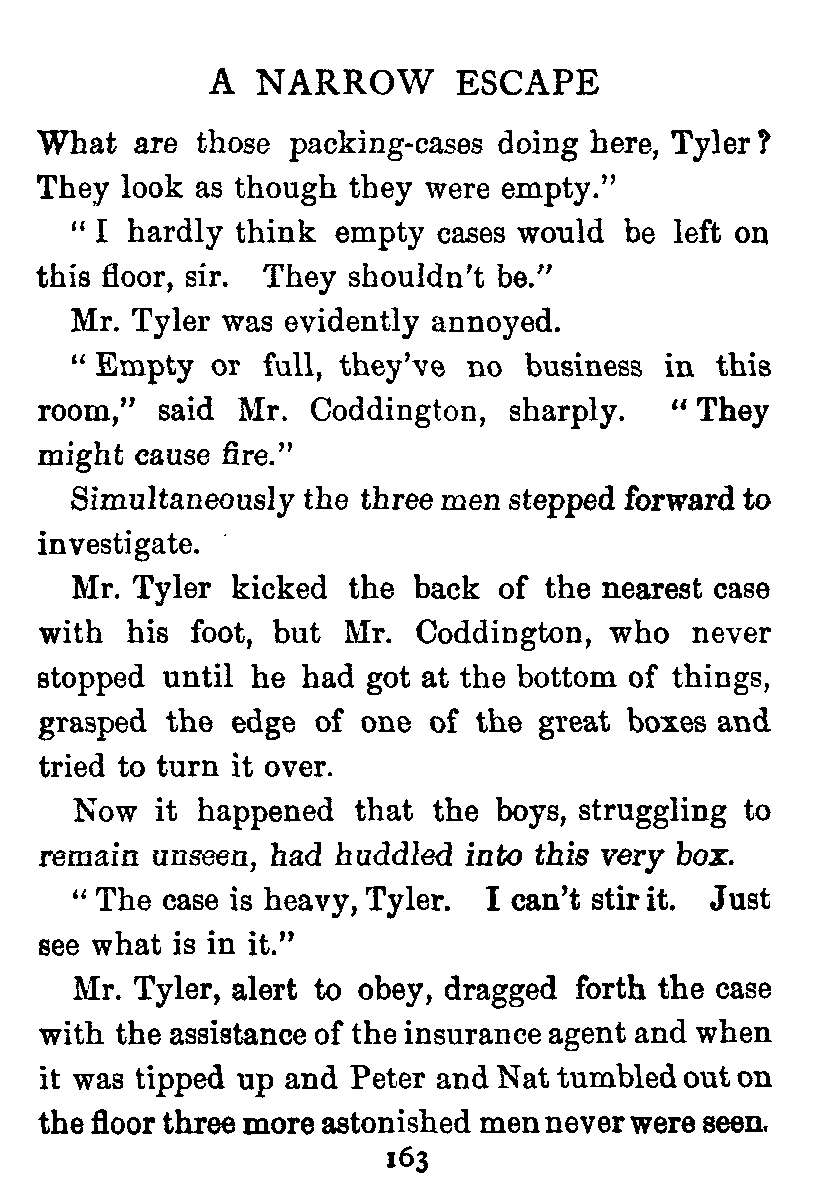 A NARROW ESCAPE
What are those packing-cases doing here, Tyler?
They look as though they were empty.”
“ I hardly think empty cases would be left on
this floor, sir. They shouldn't be.”
Mr. Tyler was evidently annoyed.
“ Empty or full, they’ve no business in this
room,” said Mr. Coddington, sharply. “ They
might cause fire.”
Simultaneously the three men stepped forward to
investigate.
Mr. Tyler kicked the back of the nearest case
with his foot, but Mr. Coddington, who never
stopped until he had got at the bottom of things,
grasped the edge of one of the great boxes and
tried to turn it over.
Now it happened that the boys, struggling to
remain unseen, had huddled into this very box.
“ The case is heavy, Tyler. I can’t stir it. Just
see what is in it.”
Mr. Tyler, alert to obey, dragged forth the case
with the assistance of the insurance agent and when
it was tipped up and Peter and Nat tumbled out on
the floor three more astonished men never were seen.
163